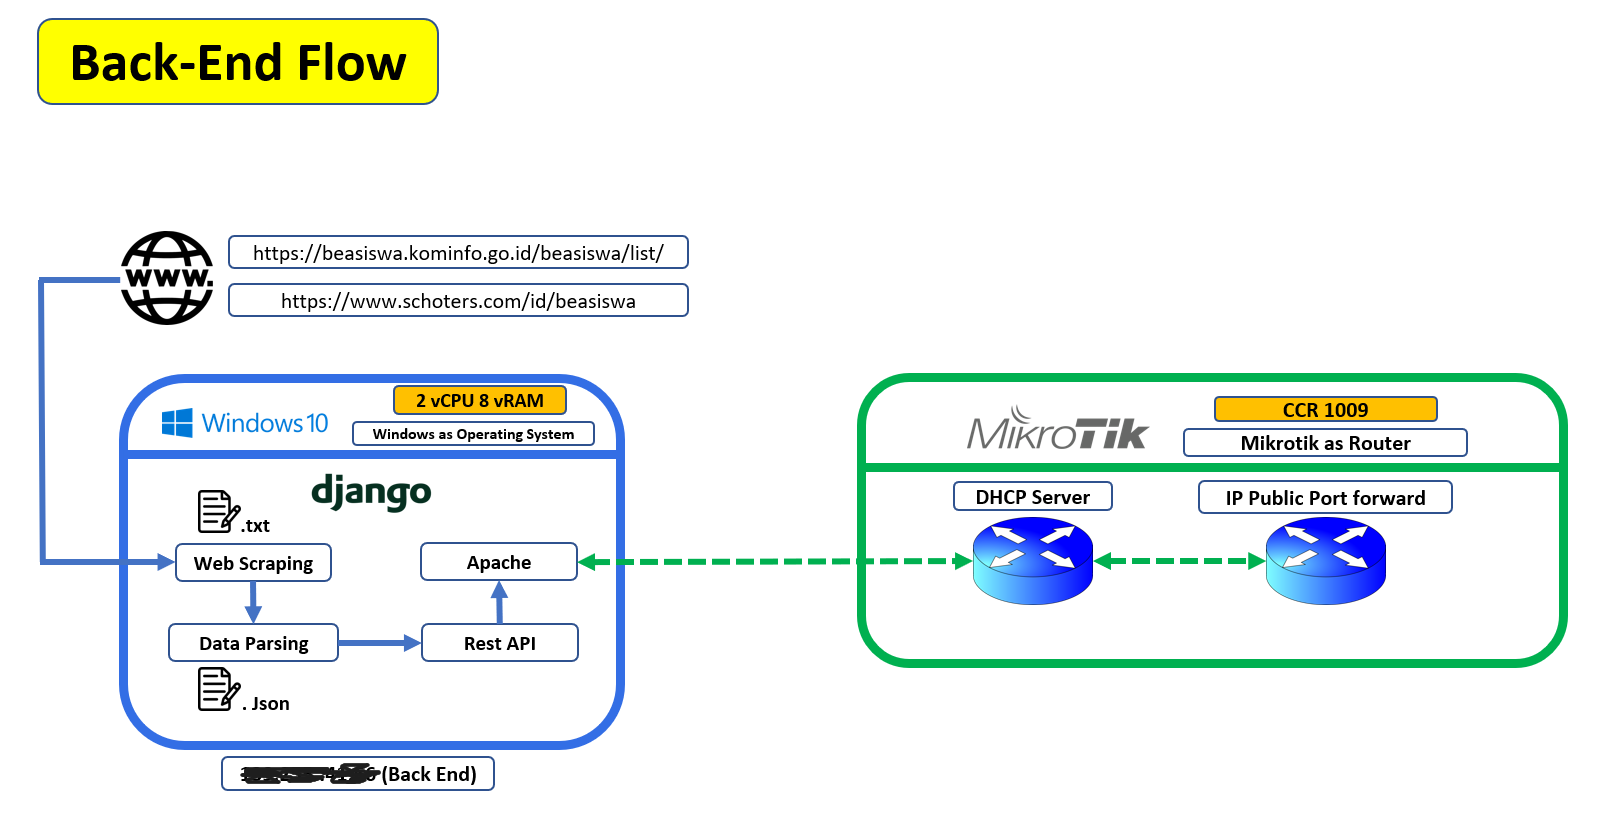 Back-End Flow
www.
https://beasiswa.kominfo.go.id/beasiswa/list/
https://www.schoters.com/id/beasiswa
Windows 10
2 vCPU 8 vRAM
Windows as Operating System
django
.txt
Web Scraping
Apache
Data Parsing
Rest API
. Json
(Back End)
MikroTik
CCR 1009
Mikrotik as Router
DHCP Server
IP Public Port forward